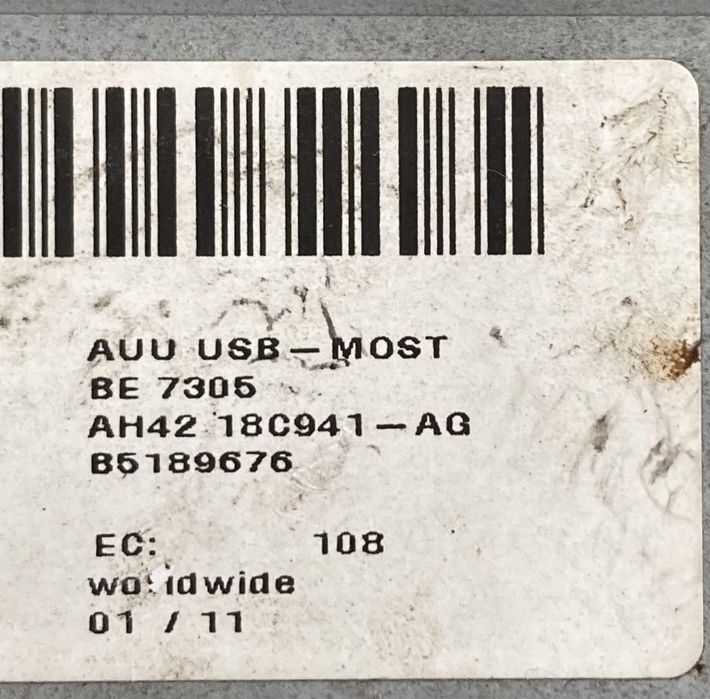 AUU USB-MOST
BE 7305
AH42 18C941-AG
B5189676
EC: 108
worldwide
01 / 11